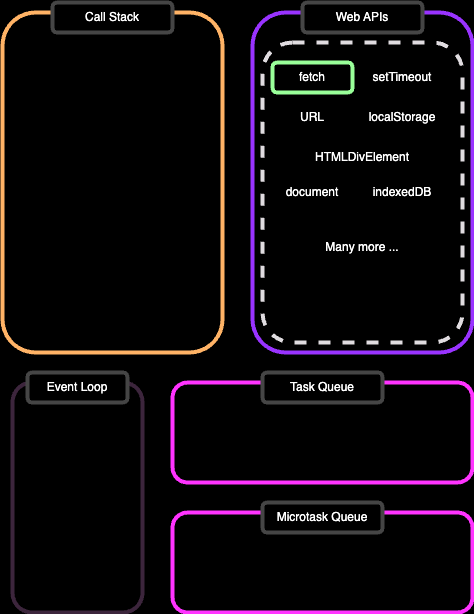 Call Stack
Web APIs
fetch
setTimeout
URL
localStorage
HTMLDivElement
document
indexedDB
Many more ...
Event Loop
Task Queue
Microtask Queue